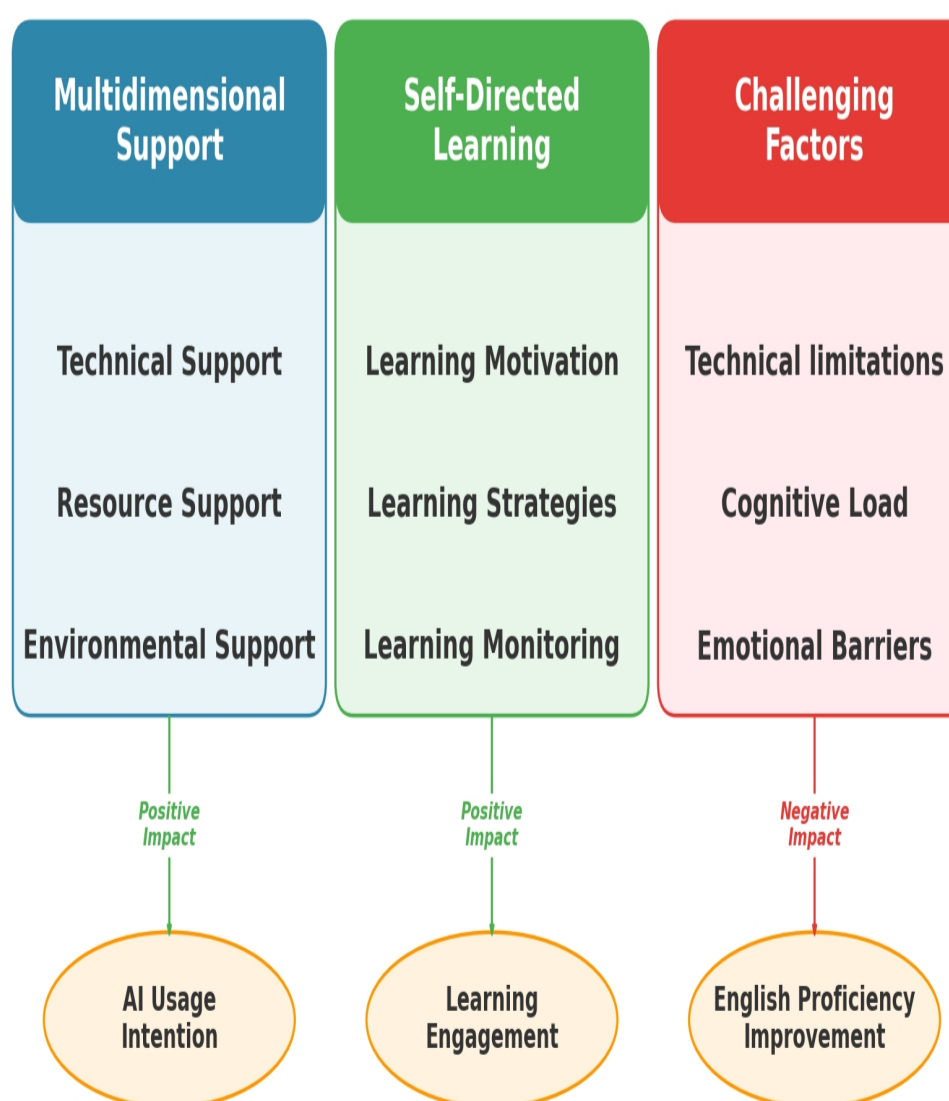 Multidimensional
Support
Technical Support
Resource Support
Environmental Support
Positive
Impact
AI Usage
Intention
Self-Directed
Learning
Learning Motivation
Learning Strategies
Learning Monitoring
Positive
Impact
Learning
Engagement
Challenging
Factors
Technical limitations
Cognitive Load
Emotional Barriers
Negative
Impact
English Proficiency
Improvement